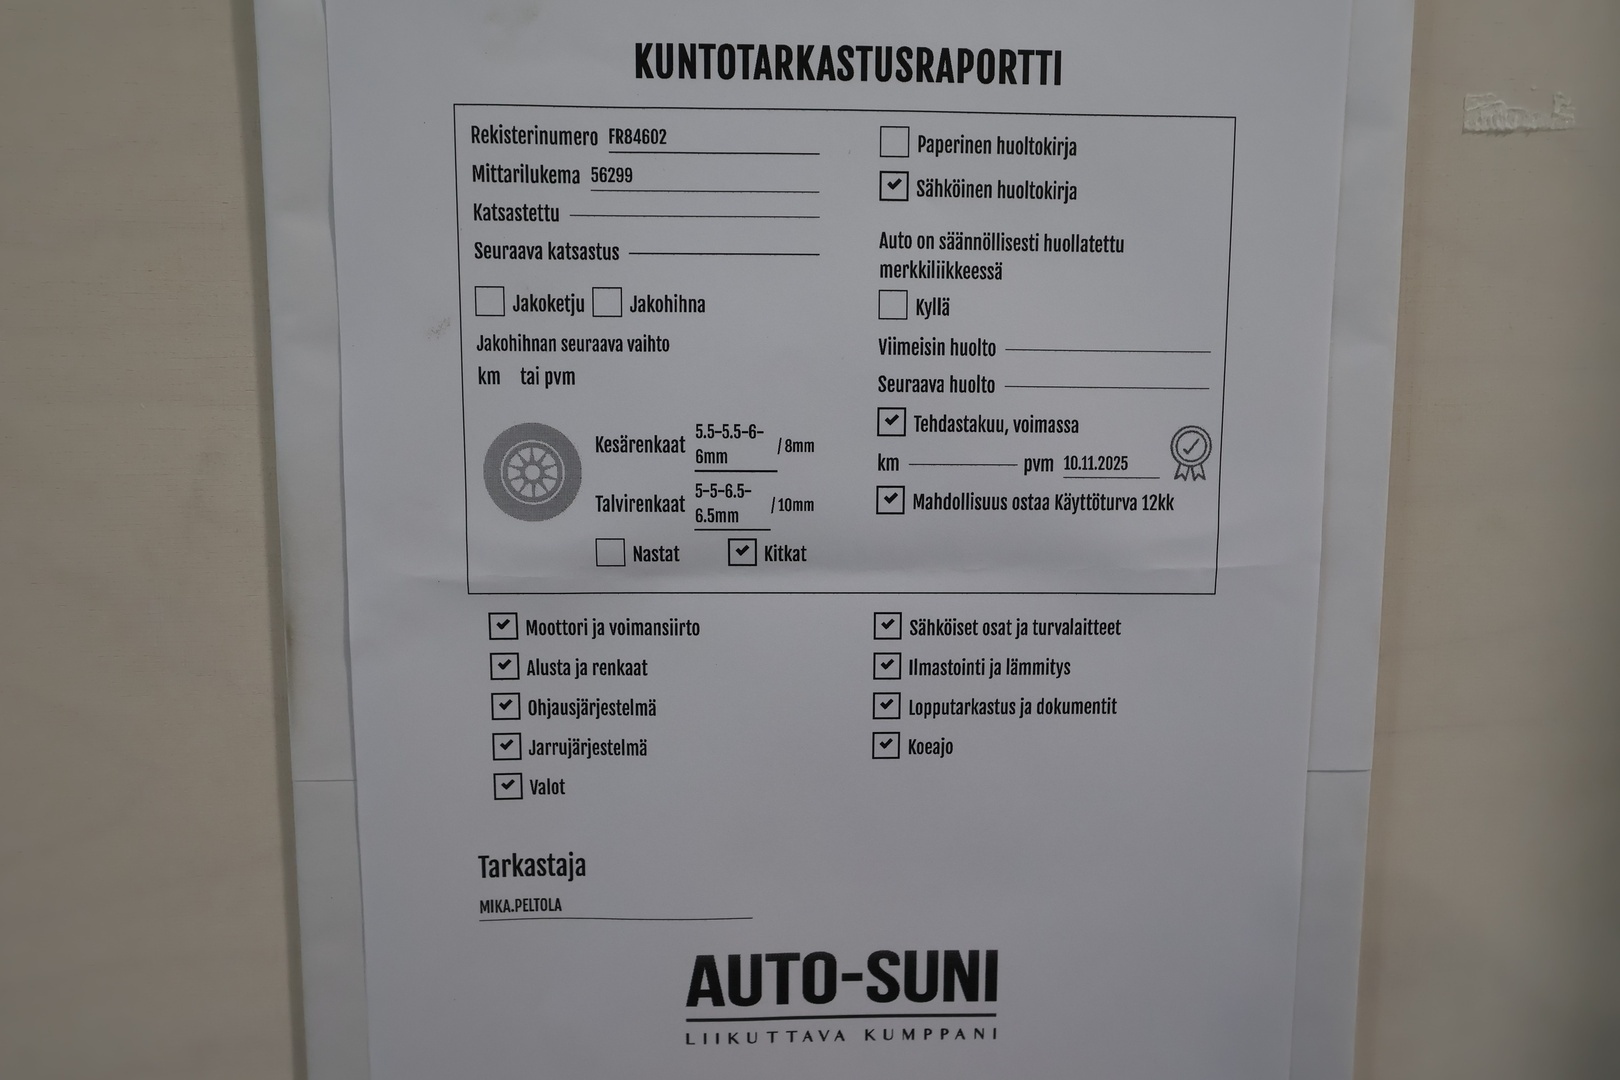 KUNTOTARKASTUSRAPORTTI
Rekisterinumero FR84602
Mittarilukema 56299
Katsastettu
Seuraava katsastus
Jakoketju Jakohihna
Jakohihnan seuraava vaihto
km tai pvm
Kesärenkaat 5.5-5.5-6-
6mm / 8mm
Talvirenkaat 5-5-6.5-
6.5mm / 10mm
Nastat Kitkat
Paperinen huoltokirja
Sähköinen huoltokirja
Auto on säännöllisesti huollatettu
merkkiliikkeessä
Kyllä
Viimeisin huolto
Seuraava huolto
Tehdastakuu, voimassa
km pvm 10.11.2025
Mahdollisuus ostaa Käyttöturva 12kk
Moottori ja voimansiirto
Alusta ja renkaat
Ohjausjärjestelmä
Jarrujärjestelmä
Valot
Sähköiset osat ja turvalaitteet
Ilmastointi ja lämmitys
Lopputarkastus ja dokumentit
Koeajo
Tarkastaja
MIKA.PELTOLA
AUTO-SUNI
LIIKUTTAVA KUMPPANI